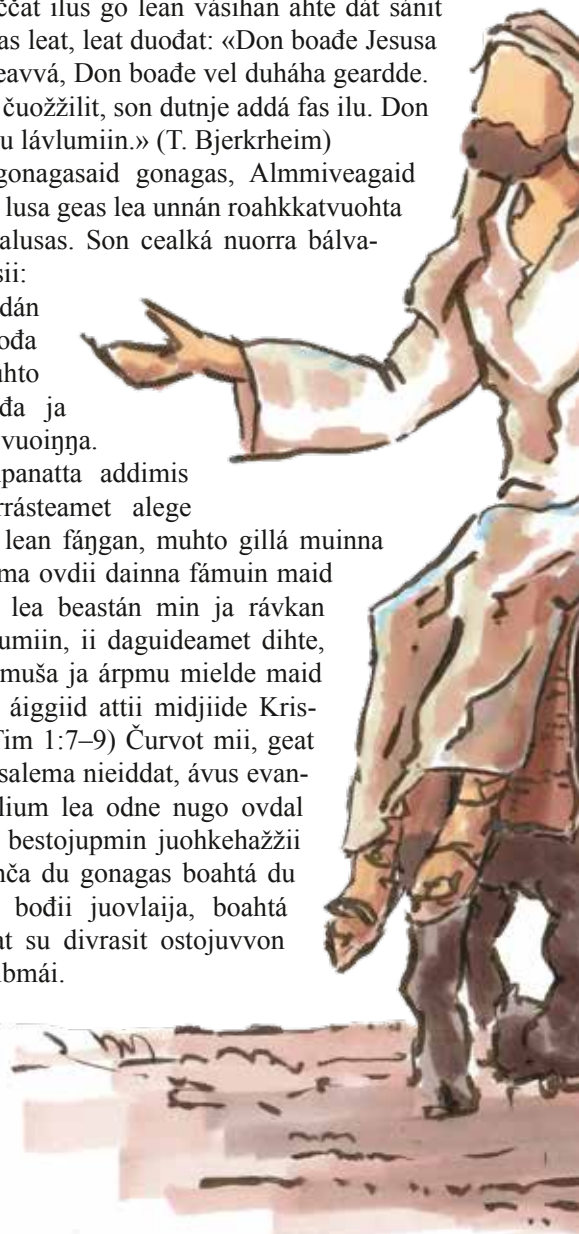 ččat ilus go lean vásihan ahte dát sánit
as leat, leat duođat: «Don boađe Jesusa
eavvá, Don boađe vel duháha geardde.
čuožžilit, son dutnje addá fas ilu. Don
u lávlumiin.» (T. Bjerkrheim)
gonagasaid gonagas, Almmiveagaid
lusa geas lea unnán roahkkatvuohta
alusas. Son cealká nuorra bálva-
sii:
dán
ođa
uhto
đa ja
vuoiŋŋa.
panatta addimis
rrásteamet alege
lean fáŋgan, muhto gillá muinna
ma ovdii dainna fámuin maid
lea beastán min ja rávkan
umiin, ii daguideamet dihte,
muša ja árpmu mielde maid
áiggiid attii midjiide Kris-
Tim 1:7–9) Čurvot mii, geat
salema nieiddat, ávus evan-
lium lea odne nugo ovdal
bestojupmin juohkehažžii
nča du gonagas boahtá du
bođii juovlaija, boahtá
at su divrasit ostojuvvon
ibmái.